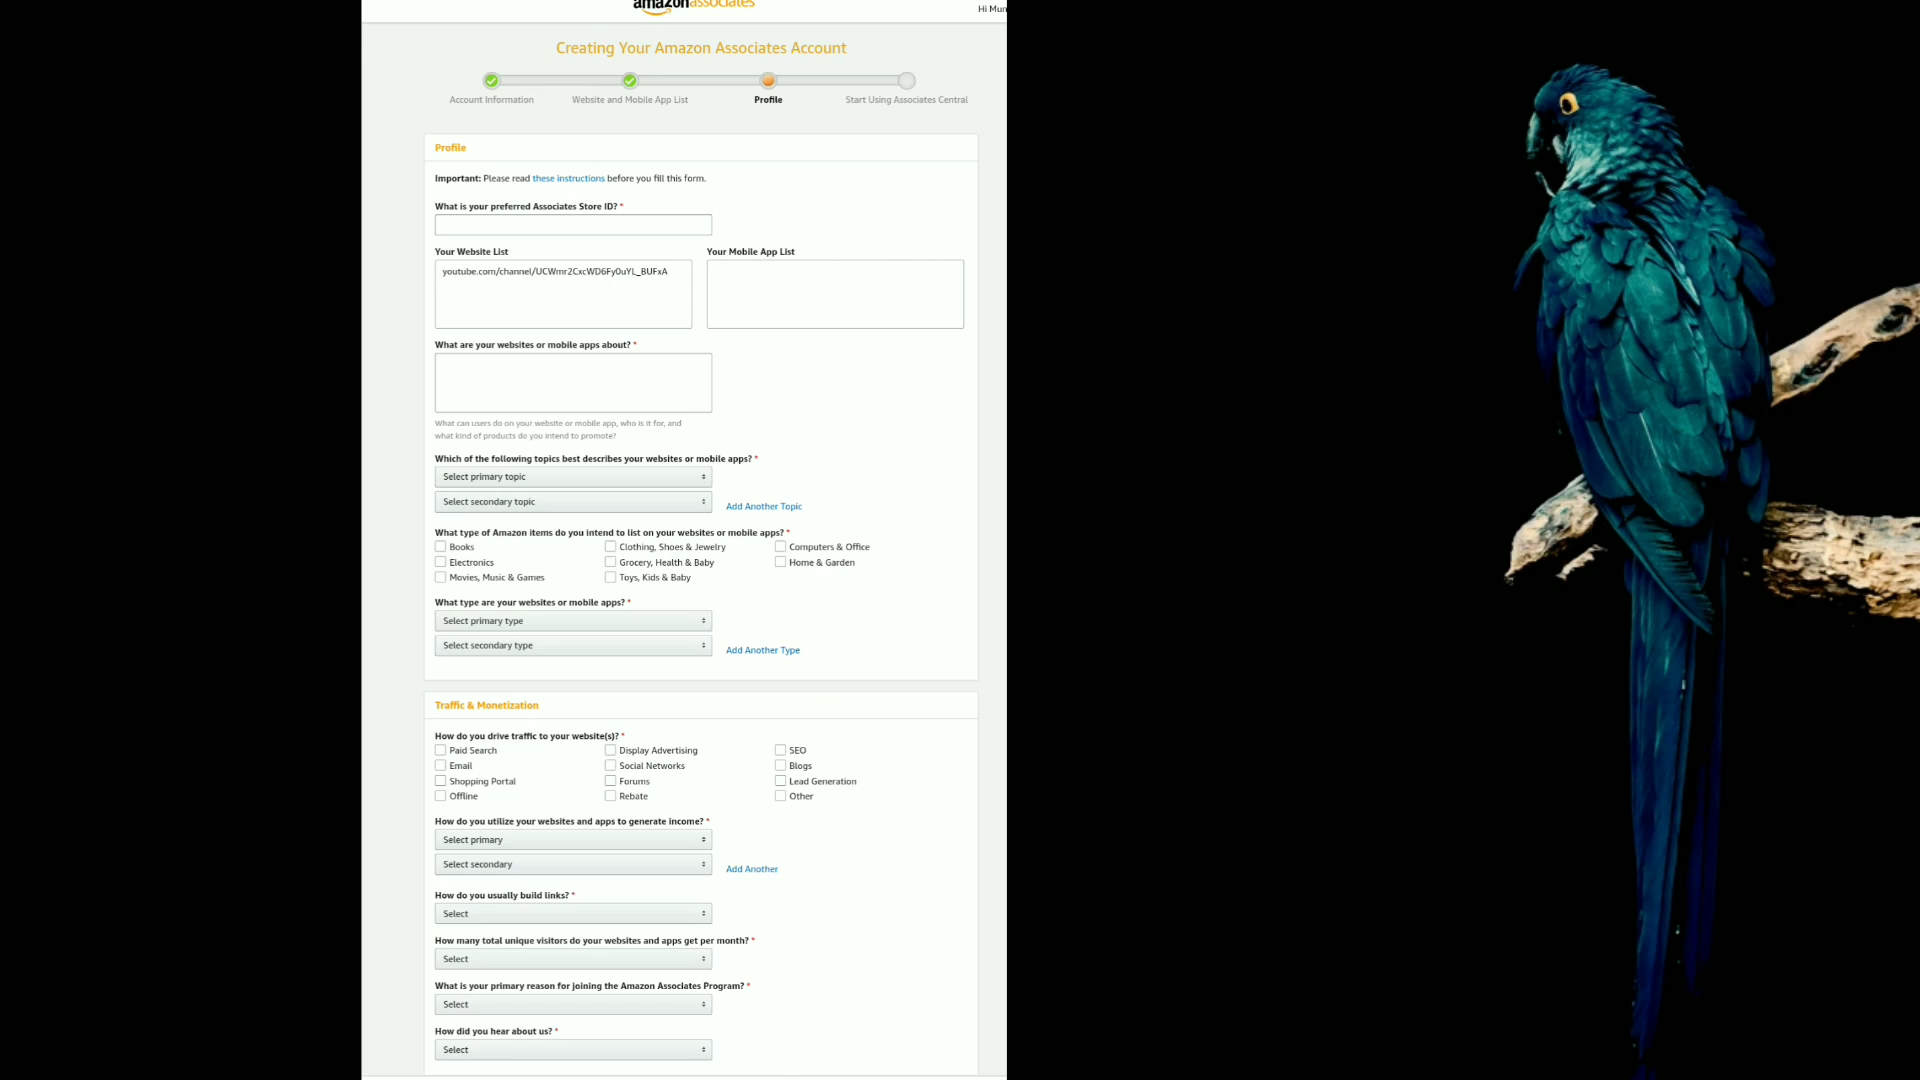 amazonassociates
Hi Mun
Creating Your Amazon Associates Account
Account Information
Website and Mobile App List
Profile
Start Using Associates Central
Profile
Important: Please read these instructions before you fill this form.
What is your preferred Associates Store ID? *
Your Website List
Your Mobile App List
youtube.com/channel/UCWmr2CxcWD6Fy0uYL_BUFxA
What are your websites or mobile apps about? *
What can users do on your website or mobile app, who is it for, and
what kind of products do you intend to promote?
Which of the following topics best describes your websites or mobile apps? *
Select primary topic
Select secondary topic
Add Another Topic
What type of Amazon items do you intend to list on your websites or mobile apps? *
Books
Clothing, Shoes & Jewelry
Computers & Office
Electronics
Grocery, Health & Baby
Home & Garden
Movies, Music & Games
Toys, Kids & Baby
What type are your websites or mobile apps? *
Select primary type
Select secondary type
Add Another Type
Traffic & Monetization
How do you drive traffic to your website(s)? *
Paid Search
Display Advertising
SEO
Email
Social Networks
Blogs
Shopping Portal
Forums
Lead Generation
Offline
Rebate
Other
How do you utilize your websites and apps to generate income? *
Select primary
Select secondary
Add Another
How do you usually build links? *
Select
How many total unique visitors do your websites and apps get per month? *
Select
What is your primary reason for joining the Amazon Associates Program? *
Select
How did you hear about us? *
Select